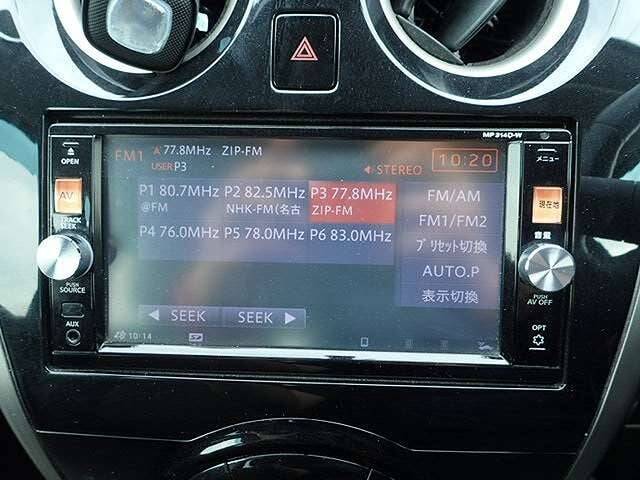 MP314D-W
OPEN
AV
TRACK
SEEK
PUSH
SOURCE
AUX
FM1 77.8MHz ZIP-FM
USER P3
STEREO
10:20
P1 80.7MHz
@FM
P2 82.5MHz
NHK-FM(名古
P3 77.8MHz
ZIP-FM
P4 76.0MHz
P5 78.0MHz
P6 83.0MHz
FM/AM
FM1/FM2
プリセット切換
AUTO.P
表示切換
SEEK
SEEK
10:14
メニュー
現在地
音量
PUSH
AV OFF
OPT